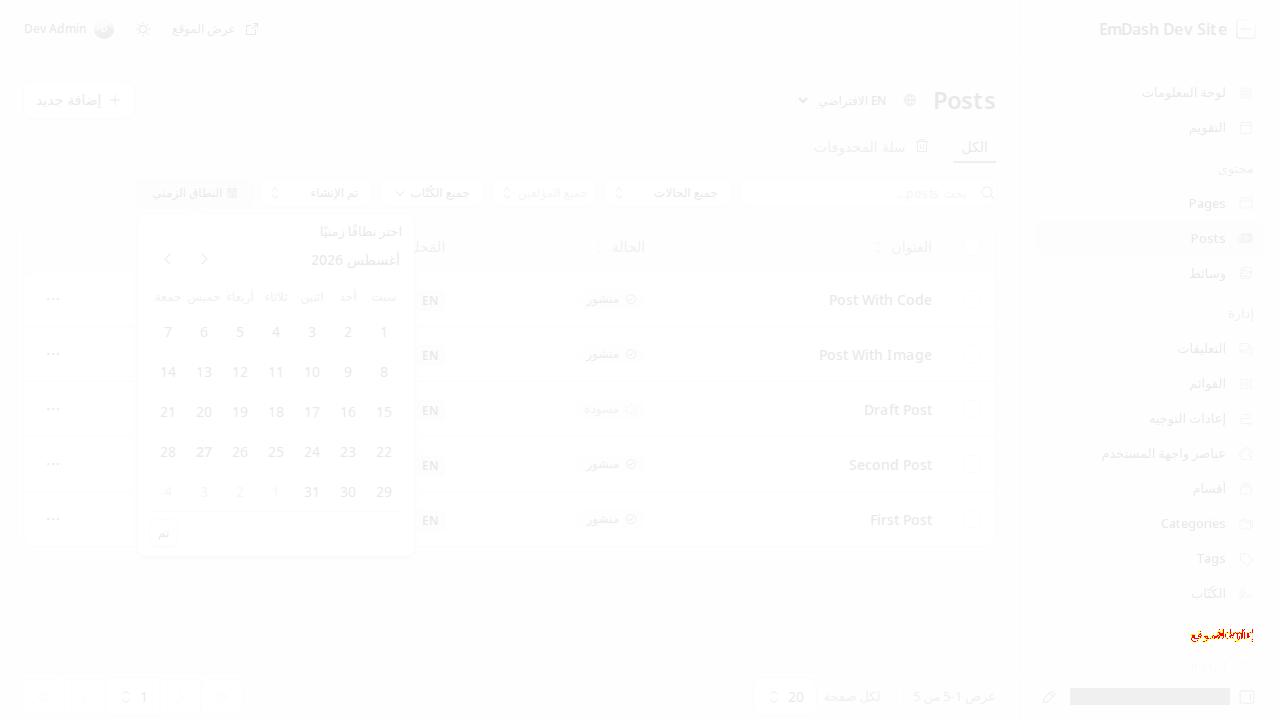 EmDash Dev Site
عرض الموقع
Dev Admin
لوحة المعلومات
التقويم
محتوى
Pages
Posts
وسائط
إدارة
التعليقات
القوائم
إعادات التوجيه
عناصر واجهة المستخدم
أقسام
Categories
Tags
الكُتّاب
Posts
EN الافتراضي
إضافة جديد
الكل
سلة المحذوفات
بحث posts...
جميع الحالات
جميع المؤلفين
جميع الكُتّاب
تم الإنشاء
النطاق الزمني
العنوان
الحالة
Post With Code
منشور
EN
Post With Image
منشور
EN
Draft Post
مسودة
EN
Second Post
منشور
EN
First Post
منشور
EN
اختر نطاقًا زمنيًا
أغسطس 2026
سبت أحد اثنين ثلاثاء أربعاء خميس جمعة
1 2 3 4 5 6 7
8 9 10 11 12 13 14
15 16 17 18 19 20 21
22 23 24 25 26 27 28
29 30 31 1 2 3 4
تم
عرض 1-5 من 5
لكل صفحة
20
1